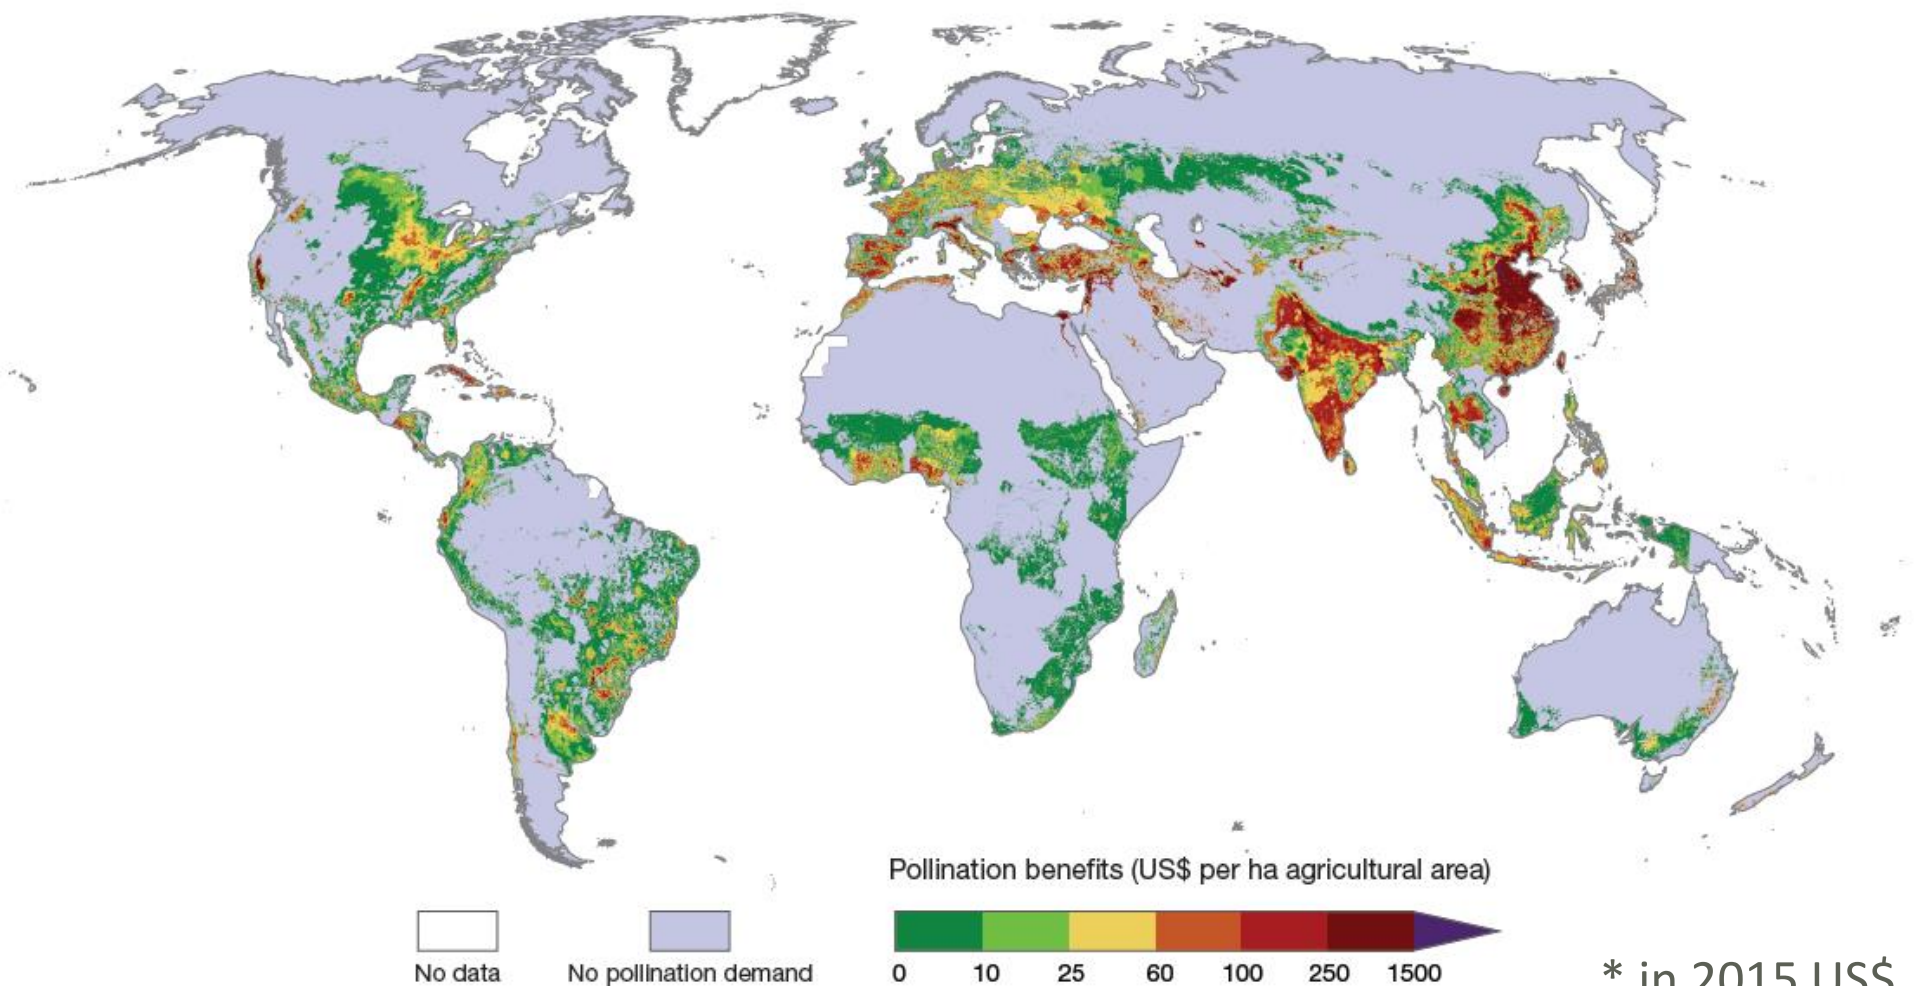 Pollination benefits (US$ per ha agricultural area)
No data
No pollination demand
0 10 25 60 100 250 1500
* in 2015 US$